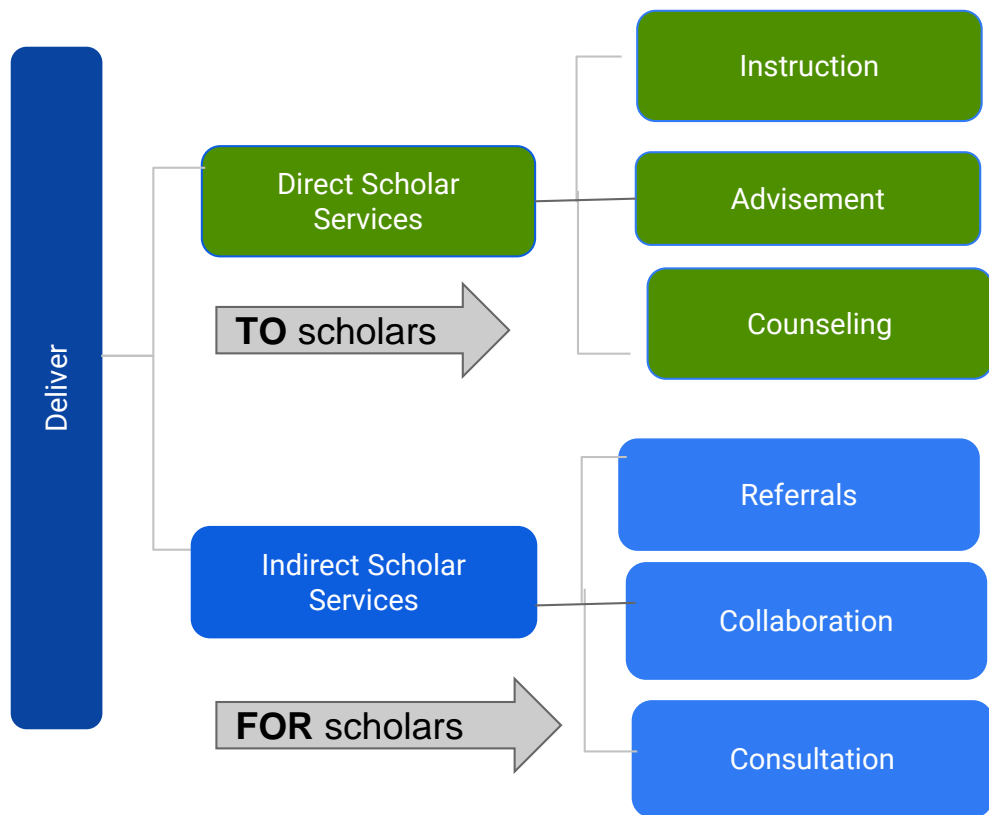 Deliver
Direct Scholar
Services
TO scholars
Instruction
Advisement
Counseling
Indirect Scholar
Services
FOR scholars
Referrals
Collaboration
Consultation